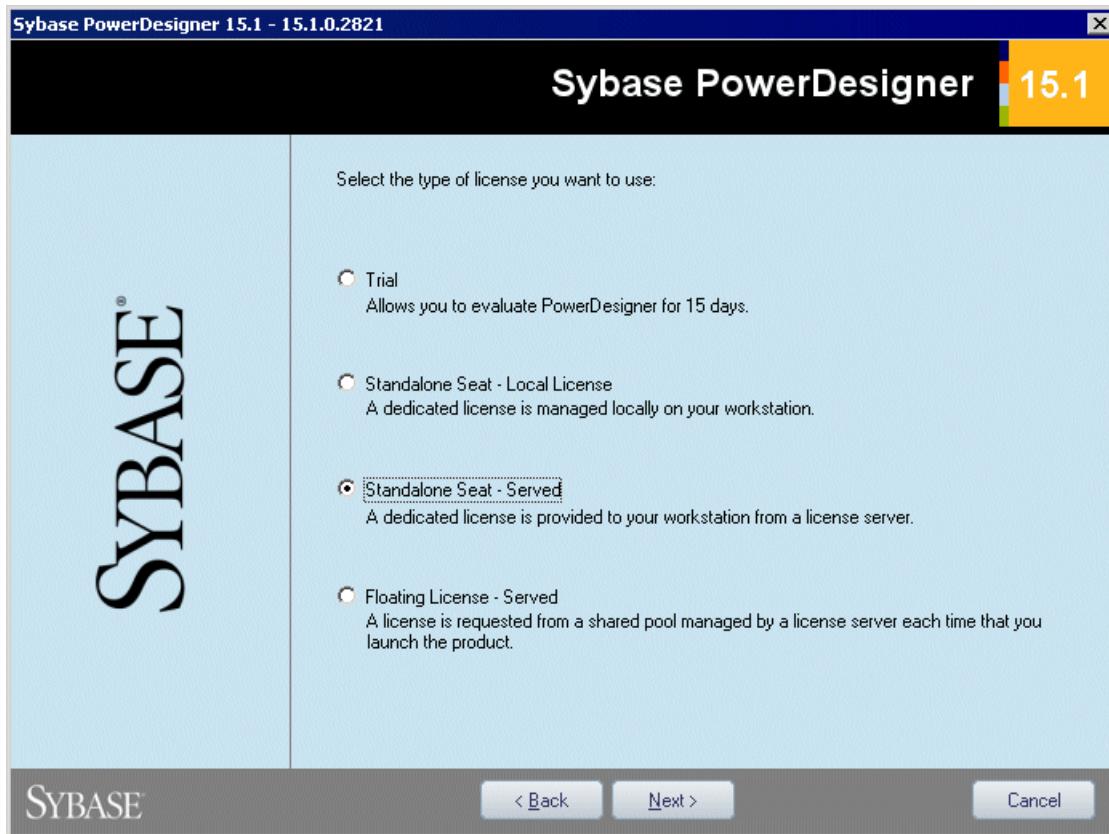 Sybase PowerDesigner 15.1 - 15.1.0.2821
Sybase PowerDesigner
15.1
Select the type of license you want to use:
Trial
Allows you to evaluate PowerDesigner for 15 days.
Standalone Seat - Local License
A dedicated license is managed locally on your workstation.
Standalone Seat - Served
A dedicated license is provided to your workstation from a license server.
Floating License - Served
A license is requested from a shared pool managed by a license server each time that you
launch the product.
SYBASE®
SYBASE
< Back
Next >
Cancel